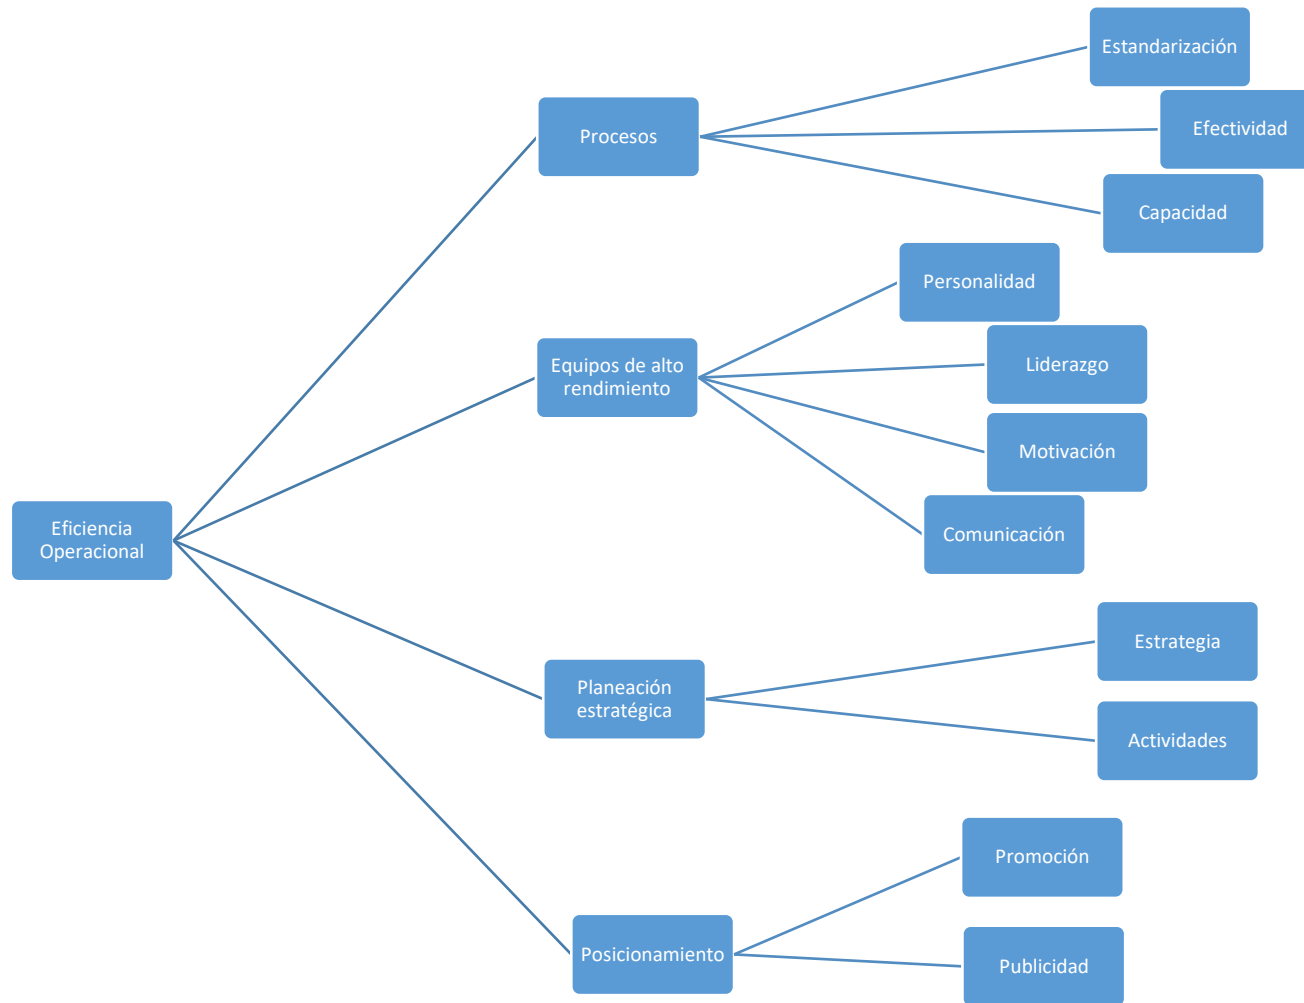 Eficiencia
Operacional
Procesos
Estandarización
Efectividad
Capacidad
Equipos de alto
rendimiento
Personalidad
Liderazgo
Motivación
Comunicación
Planeación
estratégica
Estrategia
Actividades
Posicionamiento
Promoción
Publicidad